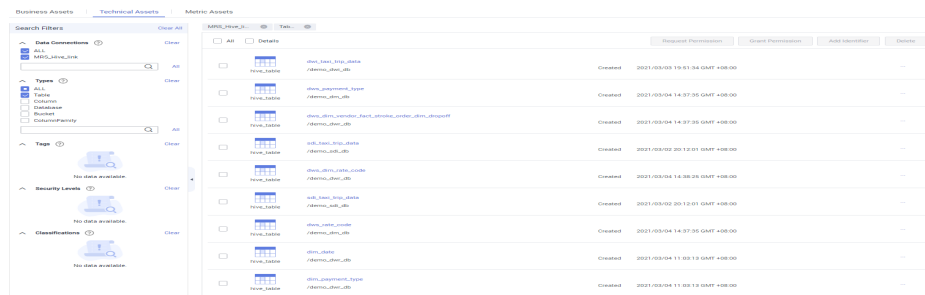 Business Assets Technical Assets Metric Assets
Search Filters Clear All
Data Connections Clear
ALL
MRS_Hive_link
All
Types Clear
ALL
Table
Column
Database
Bucket
ColumnFamily
All
Tags Clear
No data available.
Security Levels Clear
No data available.
Classifications Clear
No data available.
MRS_Hive_li... Tab...
All Details Request Permission Grant Permission Add Identifier Delete
hive_table
dwi_taxi_trip_data
/demo_dwi_db
Created 2021/03/03 19:51:34 GMT +08:00
hive_table
dws_payment_type
/demo_dm_db
Created 2021/03/04 14:37:35 GMT +08:00
hive_table
/demo_dwr_db
Created 2021/03/04 14:37:35 GMT +08:00
hive_table
sdi_taxi_trip_data
/demo_sdi_db
Created 2021/03/02 20:12:01 GMT +08:00
hive_table
dws_dim_rate_code
/demo_dwr_db
Created 2021/03/04 14:38:26 GMT +08:00
hive_table
sdi_taxi_trip_data
/demo_sdi_db
Created 2021/03/02 20:12:01 GMT +08:00
hive_table
dws_rate_code
/demo_dm_db
Created 2021/03/04 14:37:35 GMT +08:00
hive_table
dim_date
/demo_dwr_db
Created 2021/03/04 11:03:13 GMT +08:00
hive_table
dim_payment_type
/demo_dwr_db
Created 2021/03/04 11:03:13 GMT +08:00